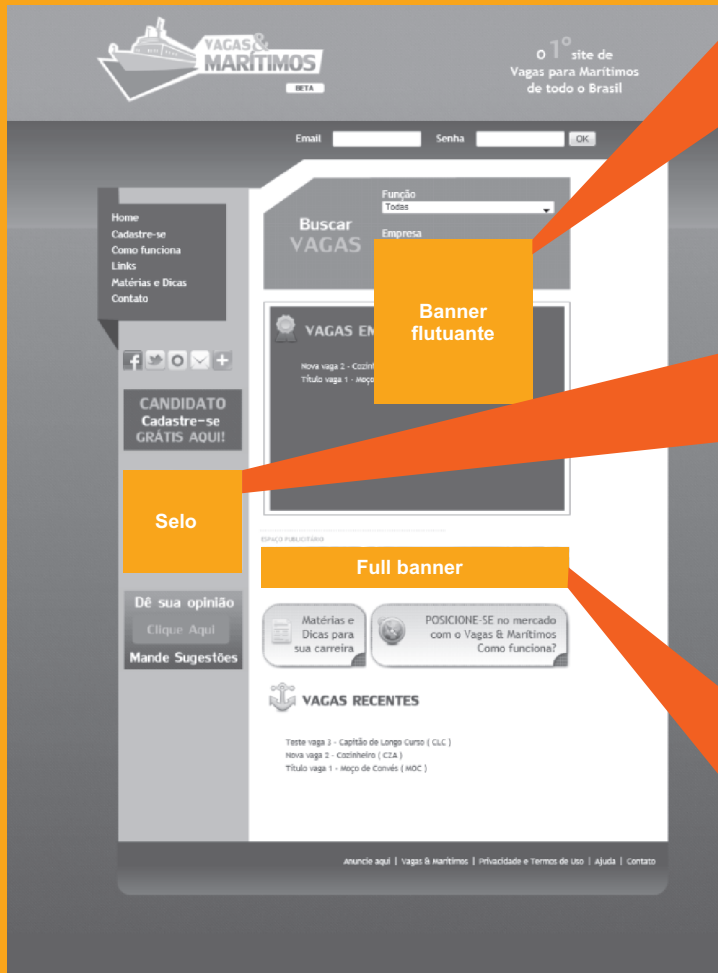 VAGAS &
MARÍTIMOS
BETA
O 1º site de
Vagas para Marítimos
de todo o Brasil
Email
Senha
OK
Home
Cadastre-se
Como funciona
Links
Matérias e Dicas
Contato
Buscar
VAGAS
Função
Todas
Empresa
Banner
flutuante
VAGAS EM
Nova vaga 2 - Cozinh
Título vaga 1 - Moço
CANDIDATO
Cadastre-se
GRÁTIS AQUI!
Selo
ESPAÇO PUBLICITÁRIO
Full banner
Dê sua opinião
Clique Aqui
Mande Sugestões
Matérias e
Dicas para
sua carreira
POSICIONE-SE no mercado
com o Vagas & Marítimos
Como funciona?
VAGAS RECENTES
Teste vaga 3 - Capitão de Longo Curso ( CLC )
Nova vaga 2 - Cozinheiro ( CZA )
Título vaga 1 - Moço de Convés ( MOC )
Anuncie aqui | Vagas & Marítimos | Privacidade e Termos de Uso | Ajuda | Contato